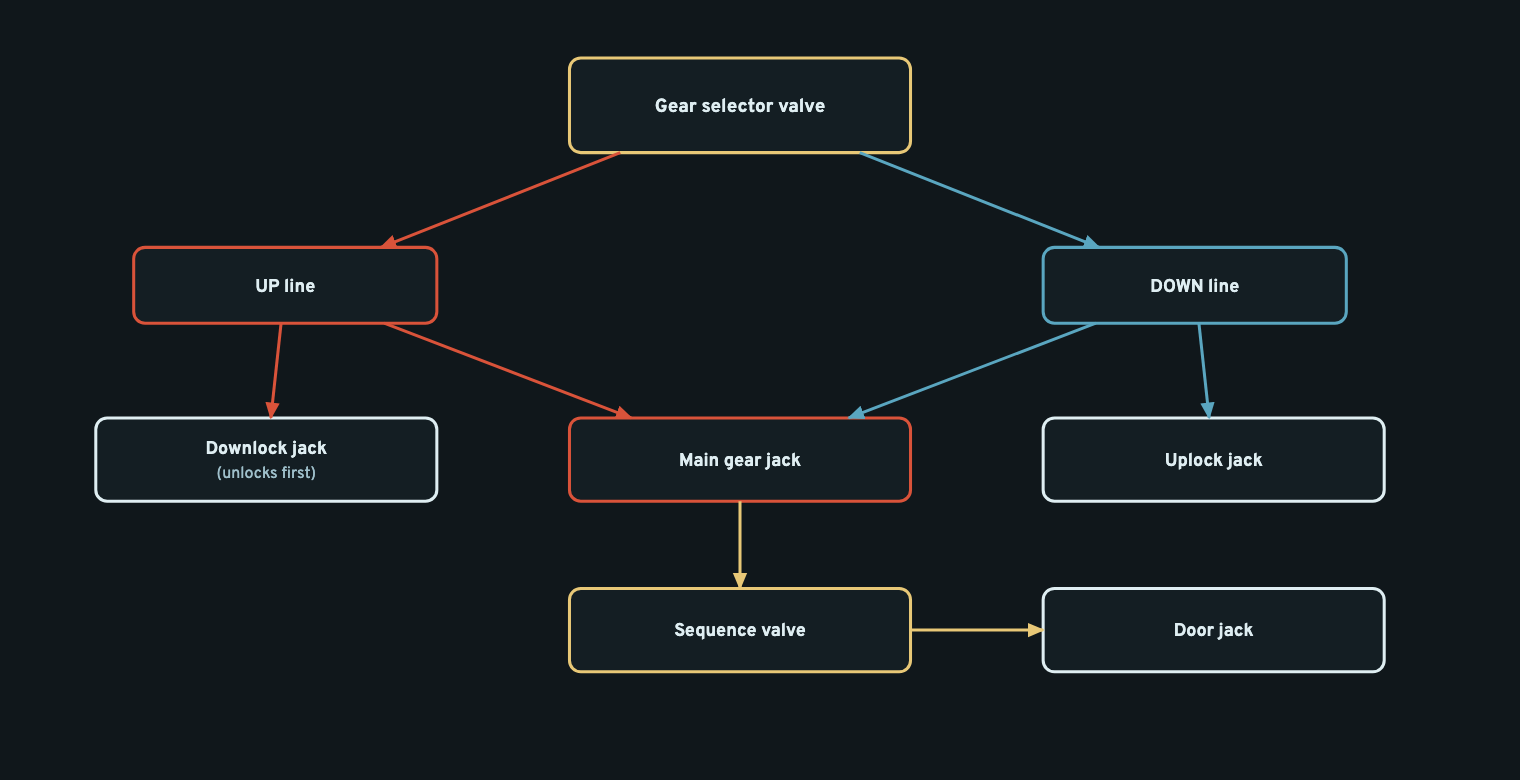 Gear selector valve
UP line
DOWN line
Downlock jack
(unlocks first)
Main gear jack
Uplock jack
Sequence valve
Door jack